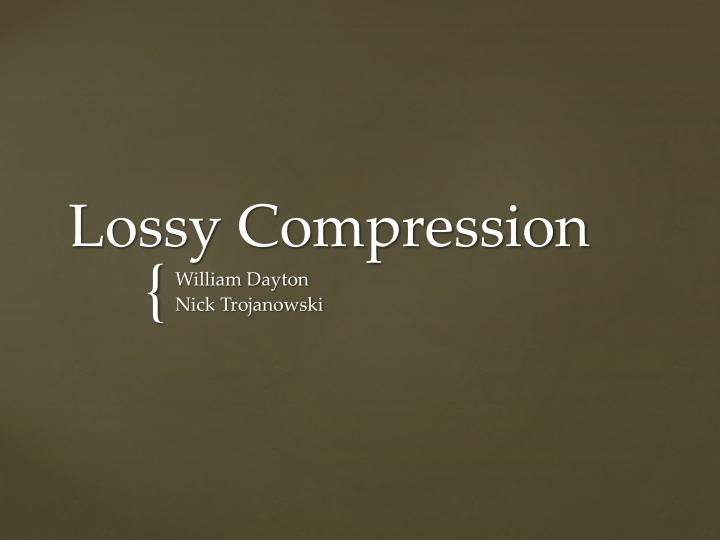 Lossy Compression
{ William Dayton
Nick Trojanowski